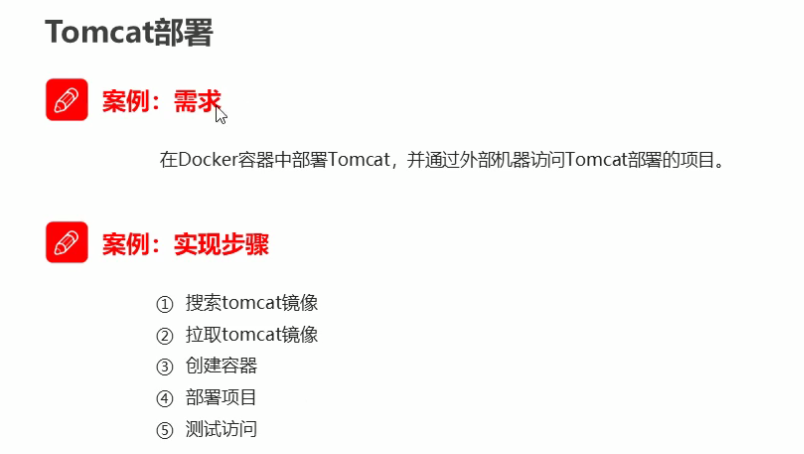 Tomcat部署
案例：需求
在Docker容器中部署Tomcat，并通过外部机器访问Tomcat部署的项目。
案例：实现步骤
① 搜索tomcat镜像
② 拉取tomcat镜像
③ 创建容器
④ 部署项目
⑤ 测试访问